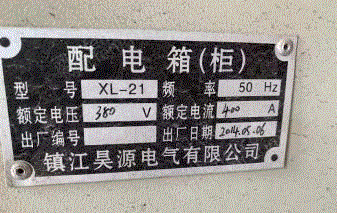 配电箱(柜)
型 号 XL-21 频 率 50 Hz
额定电压 380 V 额定电流 400 A
出厂编号 出厂日期 2014.05.06
镇江昊源电气有限公司